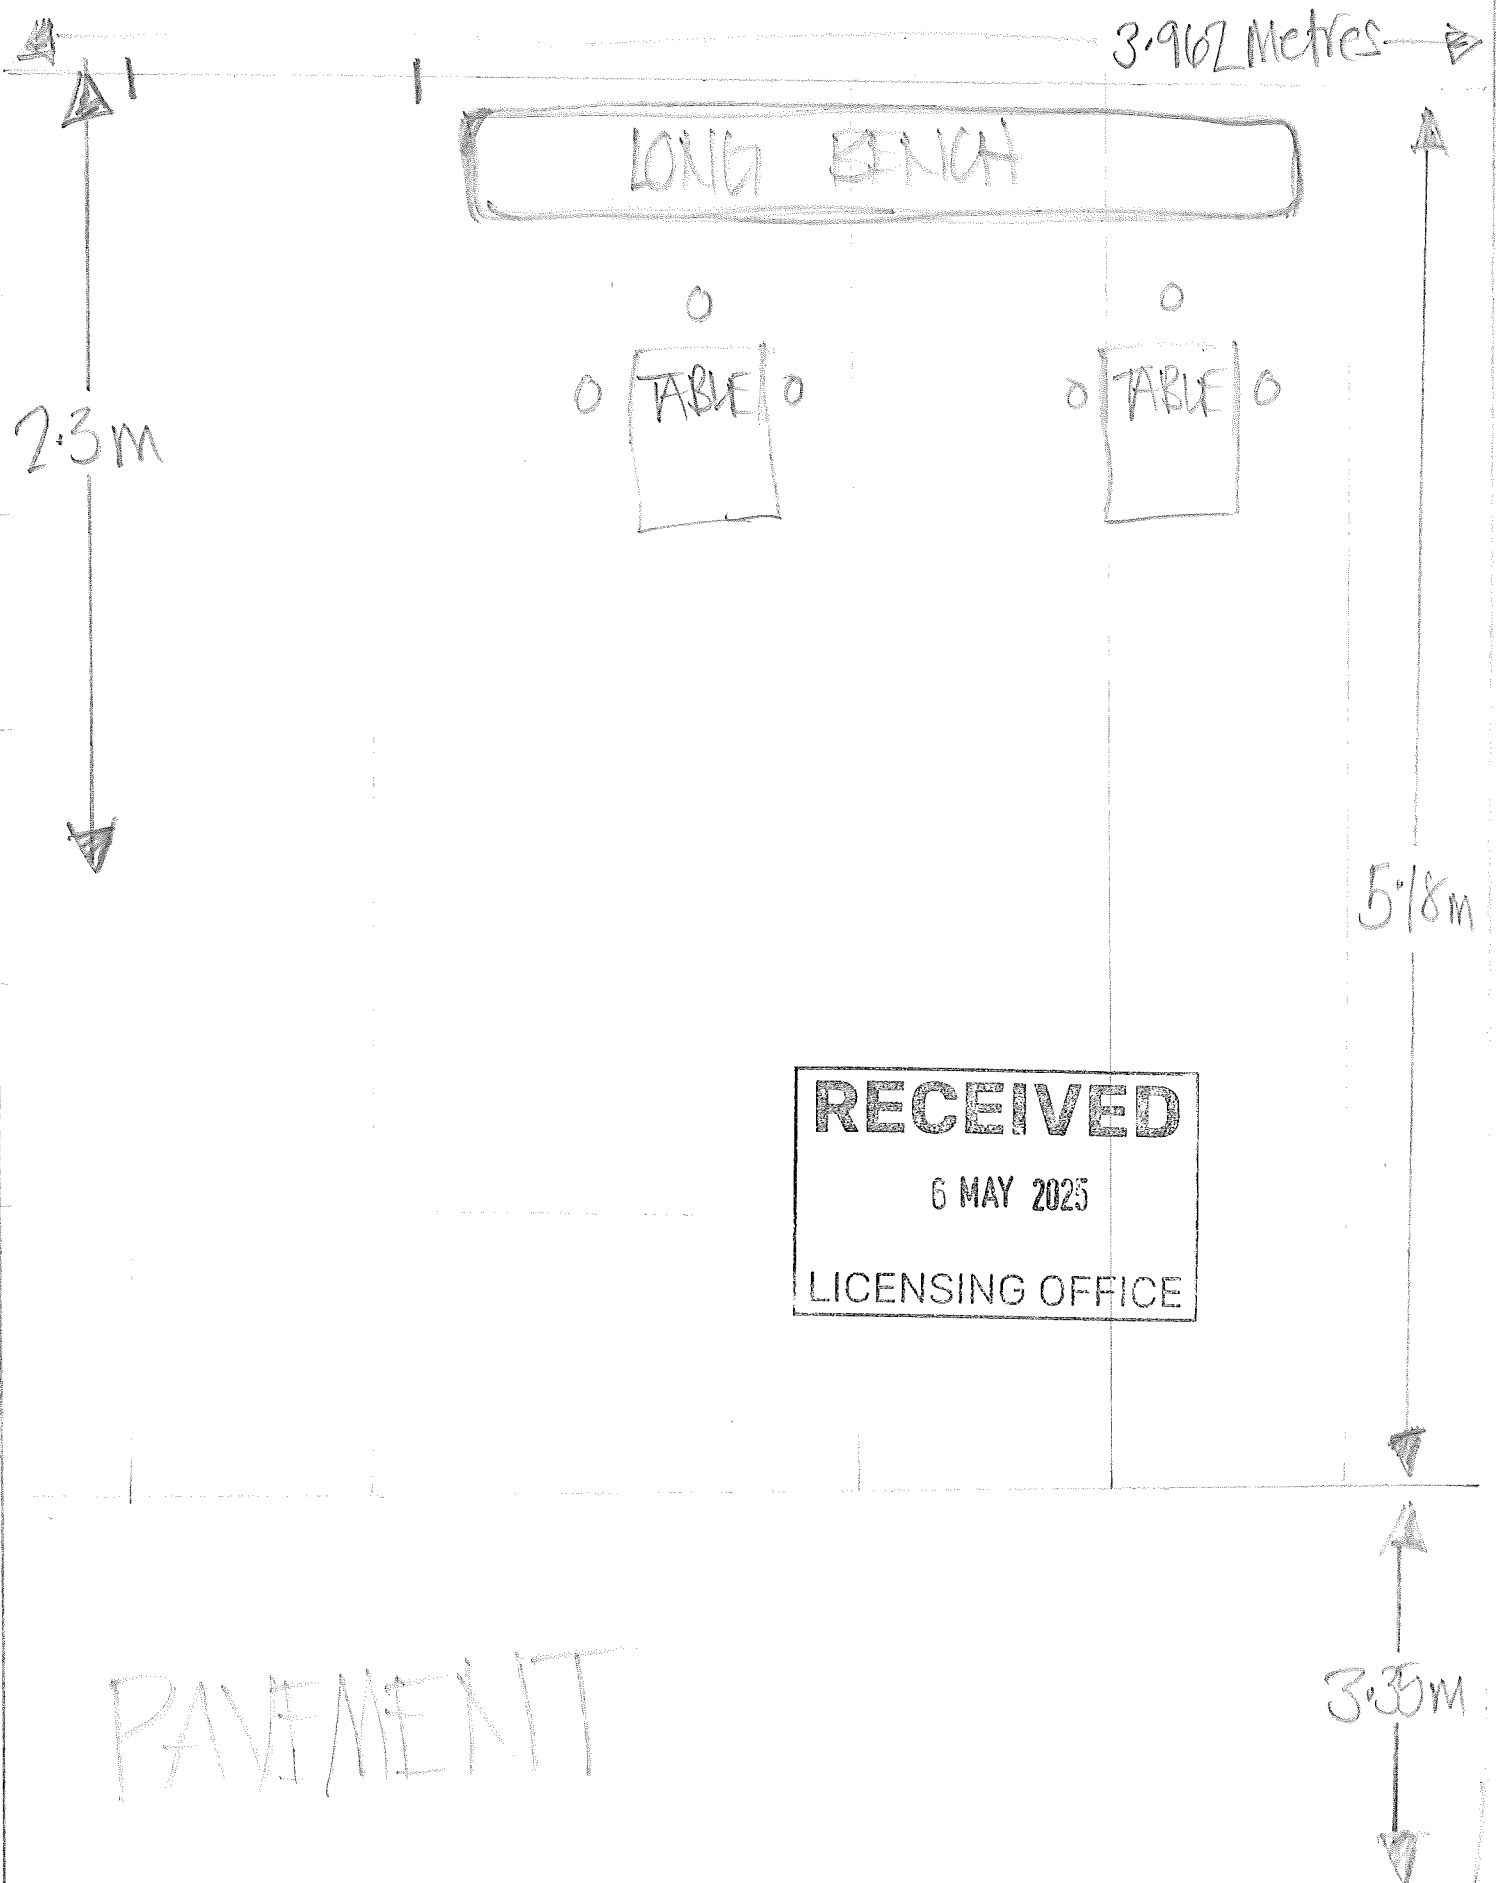 3.962 Metres
LONG BENCH
O
O
O TABLE O
O TABLE O
2.3m
5.18m
RECEIVED
6 MAY 2025
LICENSING OFFICE
3.35m
PAVEMENT